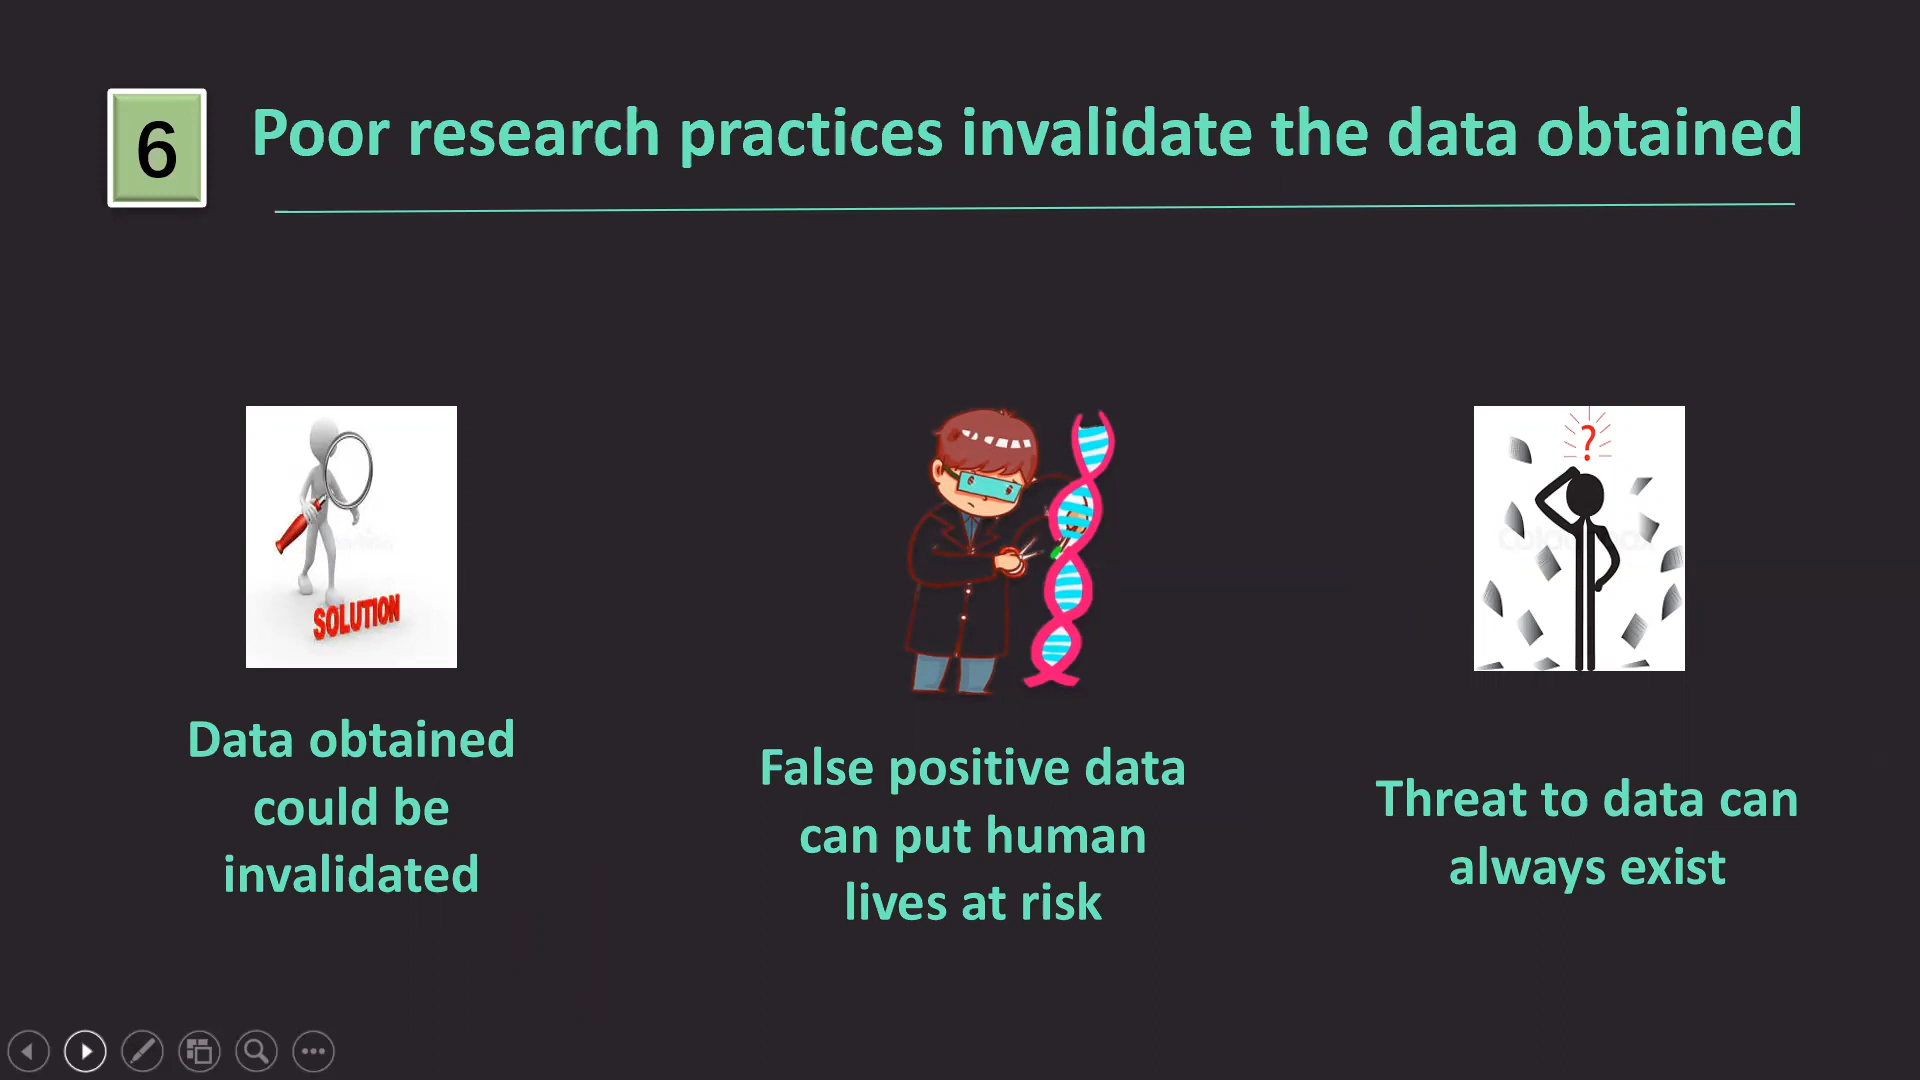 6
Poor research practices invalidate the data obtained
SOLUTION
?
Data obtained
could be
invalidated
False positive data
can put human
lives at risk
Threat to data can
always exist